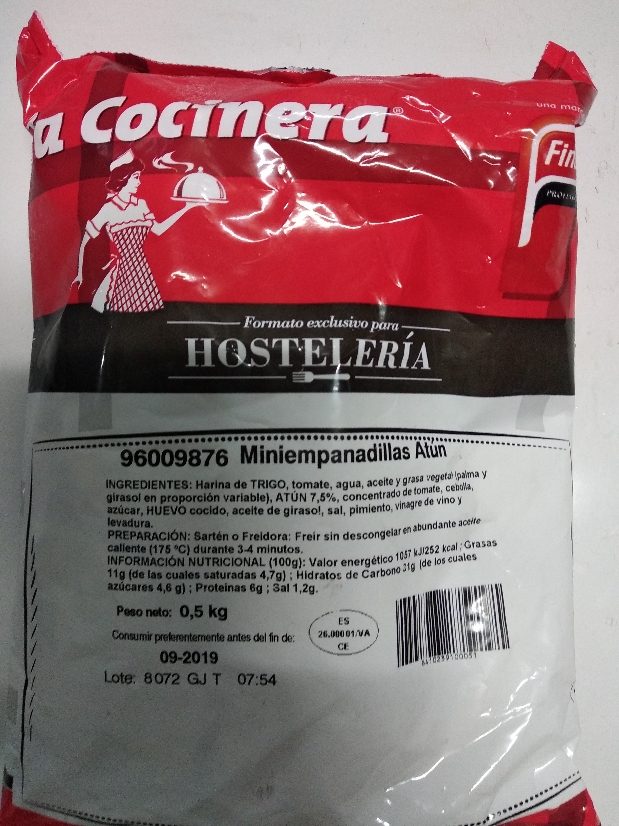 a Cocinera®
una mar
Fin
Formato exclusivo para
HOSTELERÍA
96009876 Miniempanadillas Atún
INGREDIENTES: Harina de TRIGO, tomate, agua, aceite y grasa vegetal (palma y
girasol en proporción variable), ATÚN 7,5%, concentrado de tomate, cebolla,
azúcar, HUEVO cocido, aceite de girasol, sal, pimiento, vinagre de vino y
levadura.
PREPARACIÓN: Sartén o Freidora: Freir sin descongelar en abundante aceite
caliente (175 ºC) durante 3-4 minutos.
INFORMACIÓN NUTRICIONAL (100g): Valor energético 1057 kJ/252 kcal ; Grasas
11g (de las cuales saturadas 4,7g) ; Hidratos de Carbono 31g (de los cuales
azúcares 4,6 g) ; Proteinas 6g ; Sal 1,2g.
Peso neto: 0,5 kg
Consumir preferentemente antes del fin de:
09-2019
Lote: 8072 GJ T 07:54
ES
26.00001/VA
CE